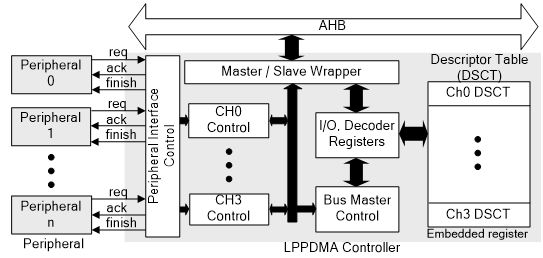 AHB
Descriptor Table
(DSCT)
Master / Slave Wrapper
Peripheral
0
req
ack
finish
Peripheral
1
req
ack
finish
Peripheral
n
req
ack
finish
Peripheral
Peripheral Interface
Control
CH0
Control
CH3
Control
I/O, Decoder
Registers
Bus Master
Control
Ch0 DSCT
Ch3 DSCT
Embedded register
LPPDMA Controller